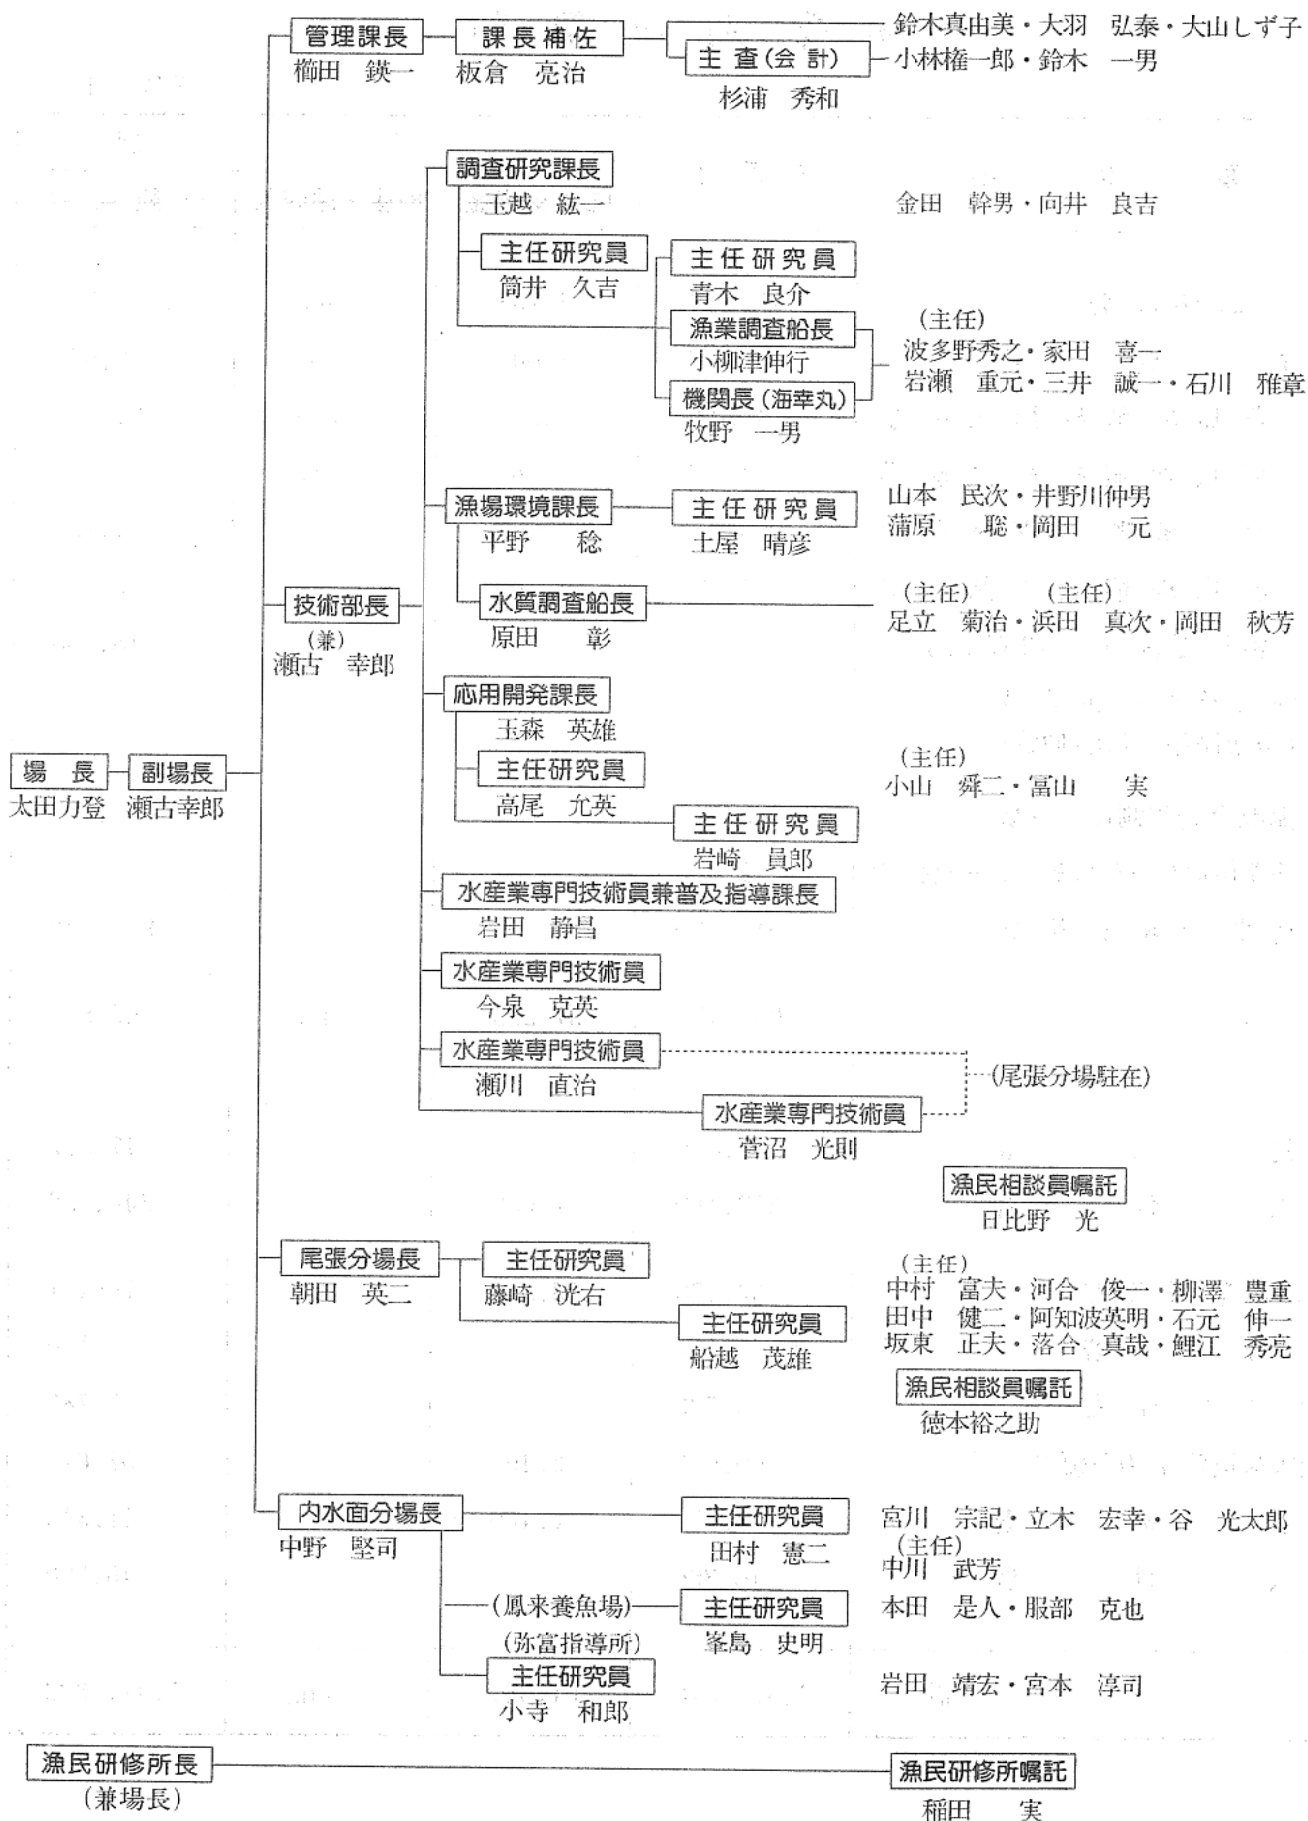 管理課長　課長補佐　鈴木真由美・大羽　弘泰・大山しず子
主査(会計)　小林権一郎・鈴木　一男
櫛田　鍈一　板倉　亮治
杉浦　秀和
調査研究課長
玉越　紘一　金田　幹男・向井　良吉
主任研究員　主任研究員
筒井　久吉　青木　良介
(主任)
漁業調査船長
波多野秀之・家田　喜一
小柳津伸行
岩瀬　重元・三井　誠一・石川　雅章
機関長(海幸丸)
牧野　一男
漁場環境課長　主任研究員　山本　民次・井野川仲男
平野　稔　土屋　晴彦　蒲原　聡・岡田　元
(主任)　(主任)
水質調査船長　足立　菊治・浜田　真次・岡田　秋芳
原田　彰
技術部長
(兼)
瀬古　幸郎
応用開発課長
玉森　英雄
(主任)
主任研究員　小山　舜二・冨山　実
高尾　允英
場長　副場長
太田力登　瀬古幸郎
主任研究員
岩崎　員郎
水産業専門技術員兼普及指導課長
岩田　静昌
水産業専門技術員
今泉　克英
水産業専門技術員
瀬川　直治　(尾張分場駐在)
水産業専門技術員
菅沼　光則
漁民相談員嘱託
日比野　光
尾張分場長　主任研究員　(主任)
朝田　英二　藤崎　洸右　中村　富夫・河合　俊一・柳澤　豊重
主任研究員　田中　健二・阿知波英明・石元　伸一
船越　茂雄　坂東　正夫・落合　真哉・鯉江　秀亮
漁民相談員嘱託
徳本裕之助
内水面分場長　主任研究員　宮川　宗記・立木　宏幸・谷　光太郎
中野　堅司　田村　憲二　(主任)
中川　武芳
(鳳来養魚場)　主任研究員　本田　是人・服部　克也
(弥富指導所)　峯島　史明
主任研究員　岩田　靖宏・宮本　淳司
小寺　和郎
漁民研修所長　漁民研修所嘱託
(兼場長)　稲田　実